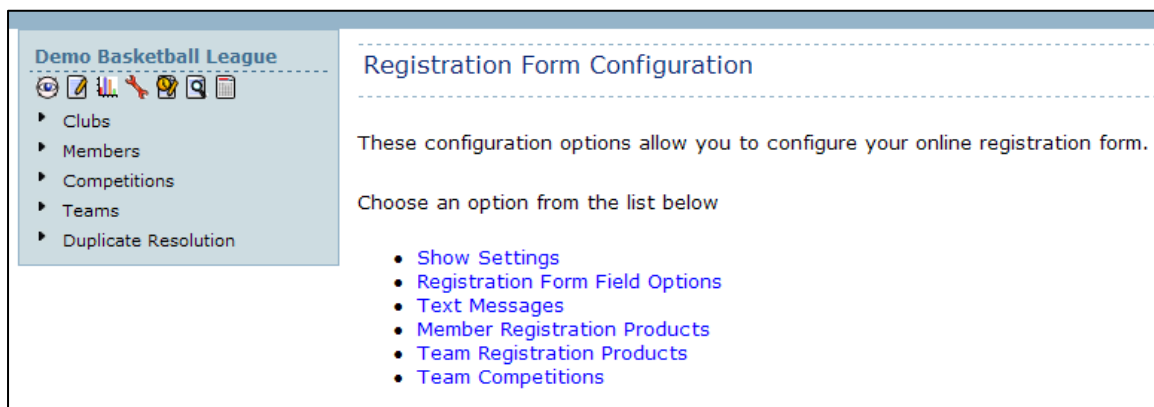 Demo Basketball League
Clubs
Members
Competitions
Teams
Duplicate Resolution
Registration Form Configuration
These configuration options allow you to configure your online registration form.
Choose an option from the list below
Show Settings
Registration Form Field Options
Text Messages
Member Registration Products
Team Registration Products
Team Competitions